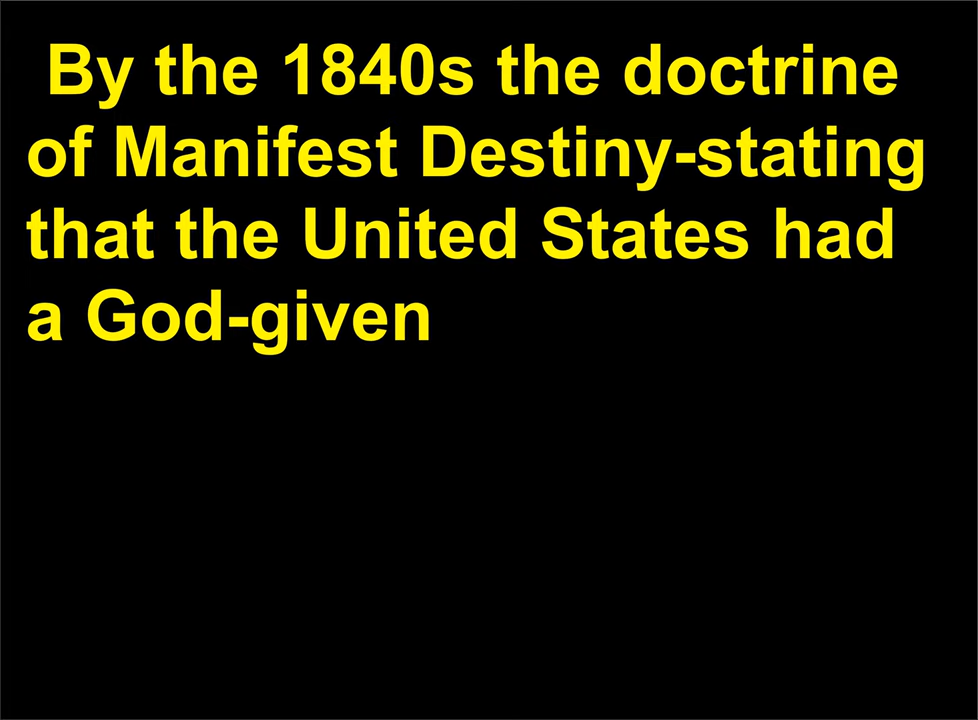 By the 1840s the doctrine
of Manifest Destiny-stating
that the United States had
a God-given